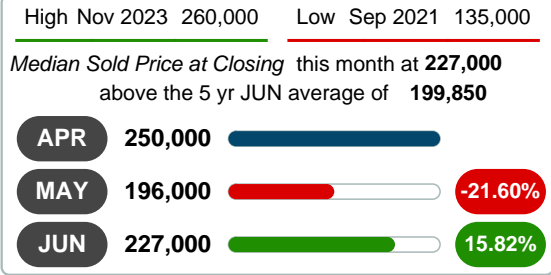 High Nov 2023 260,000 Low Sep 2021 135,000
Median Sold Price at Closing this month at 227,000
above the 5 yr JUN average of 199,850
APR 250,000
MAY 196,000 -21.60%
JUN 227,000 15.82%